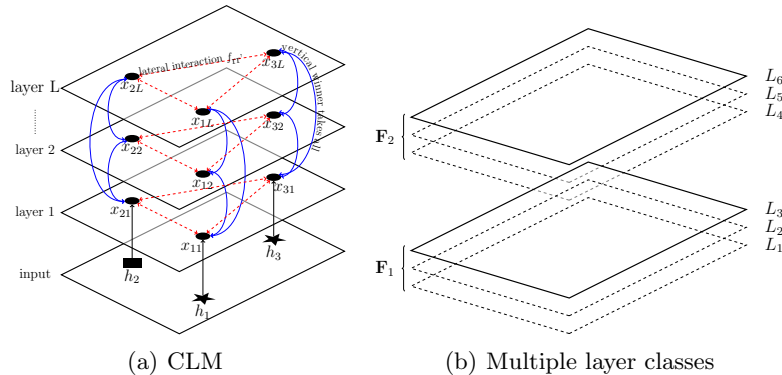 lateral interaction f_rr'
vertical winner takes all
x_3L
layer L
x_2L
x_1L
x_32
layer 2
x_22
x_12
x_31
layer 1
x_21
x_11
input
h_2
h_3
h_1
(a) CLM
L_6
L_5
L_4
F_2
L_3
L_2
L_1
F_1
(b) Multiple layer classes